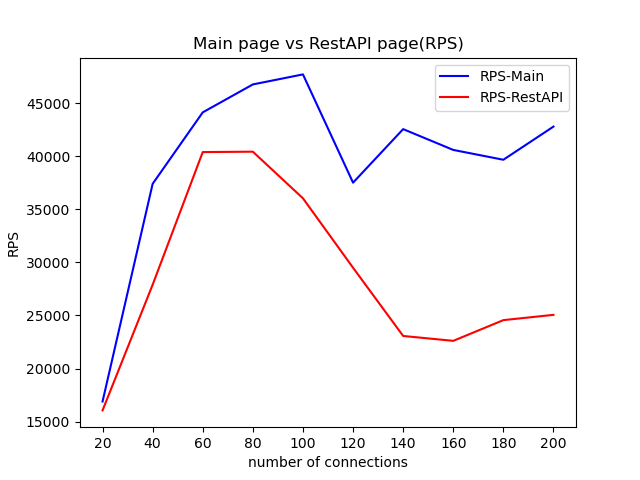 Main page vs RestAPI page(RPS)
RPS-Main
RPS-RestAPI
45000
40000
35000
30000
25000
20000
15000
RPS
20 40 60 80 100 120 140 160 180 200
number of connections